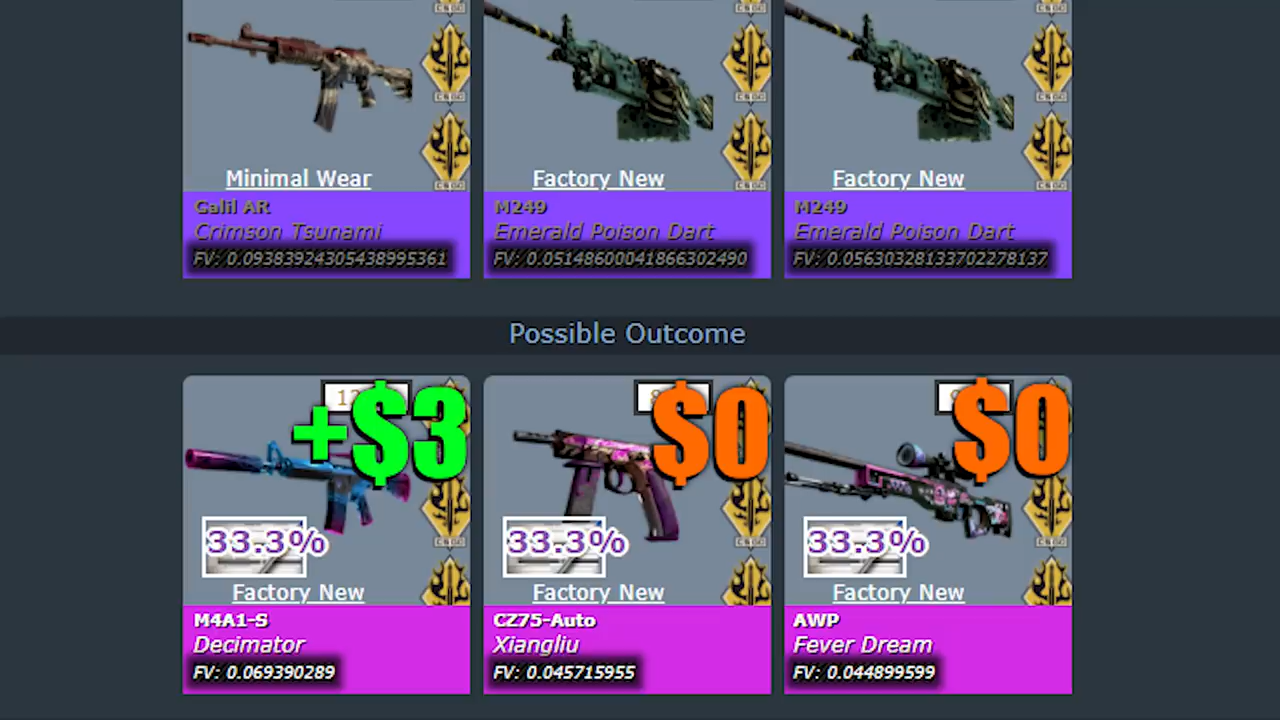 Minimal Wear
Factory New
Factory New
Galil AR
Crimson Tsunami
FV: 0.09383924305438995361
M249
Emerald Poison Dart
FV: 0.05148600041866302490
M249
Emerald Poison Dart
FV: 0.05630328133702278137
Possible Outcome
+$3
$0
$0
33.3%
33.3%
33.3%
Factory New
Factory New
Factory New
M4A1-S
Decimator
FV: 0.069390289
CZ75-Auto
Xiangliu
FV: 0.045715955
AWP
Fever Dream
FV: 0.044899599